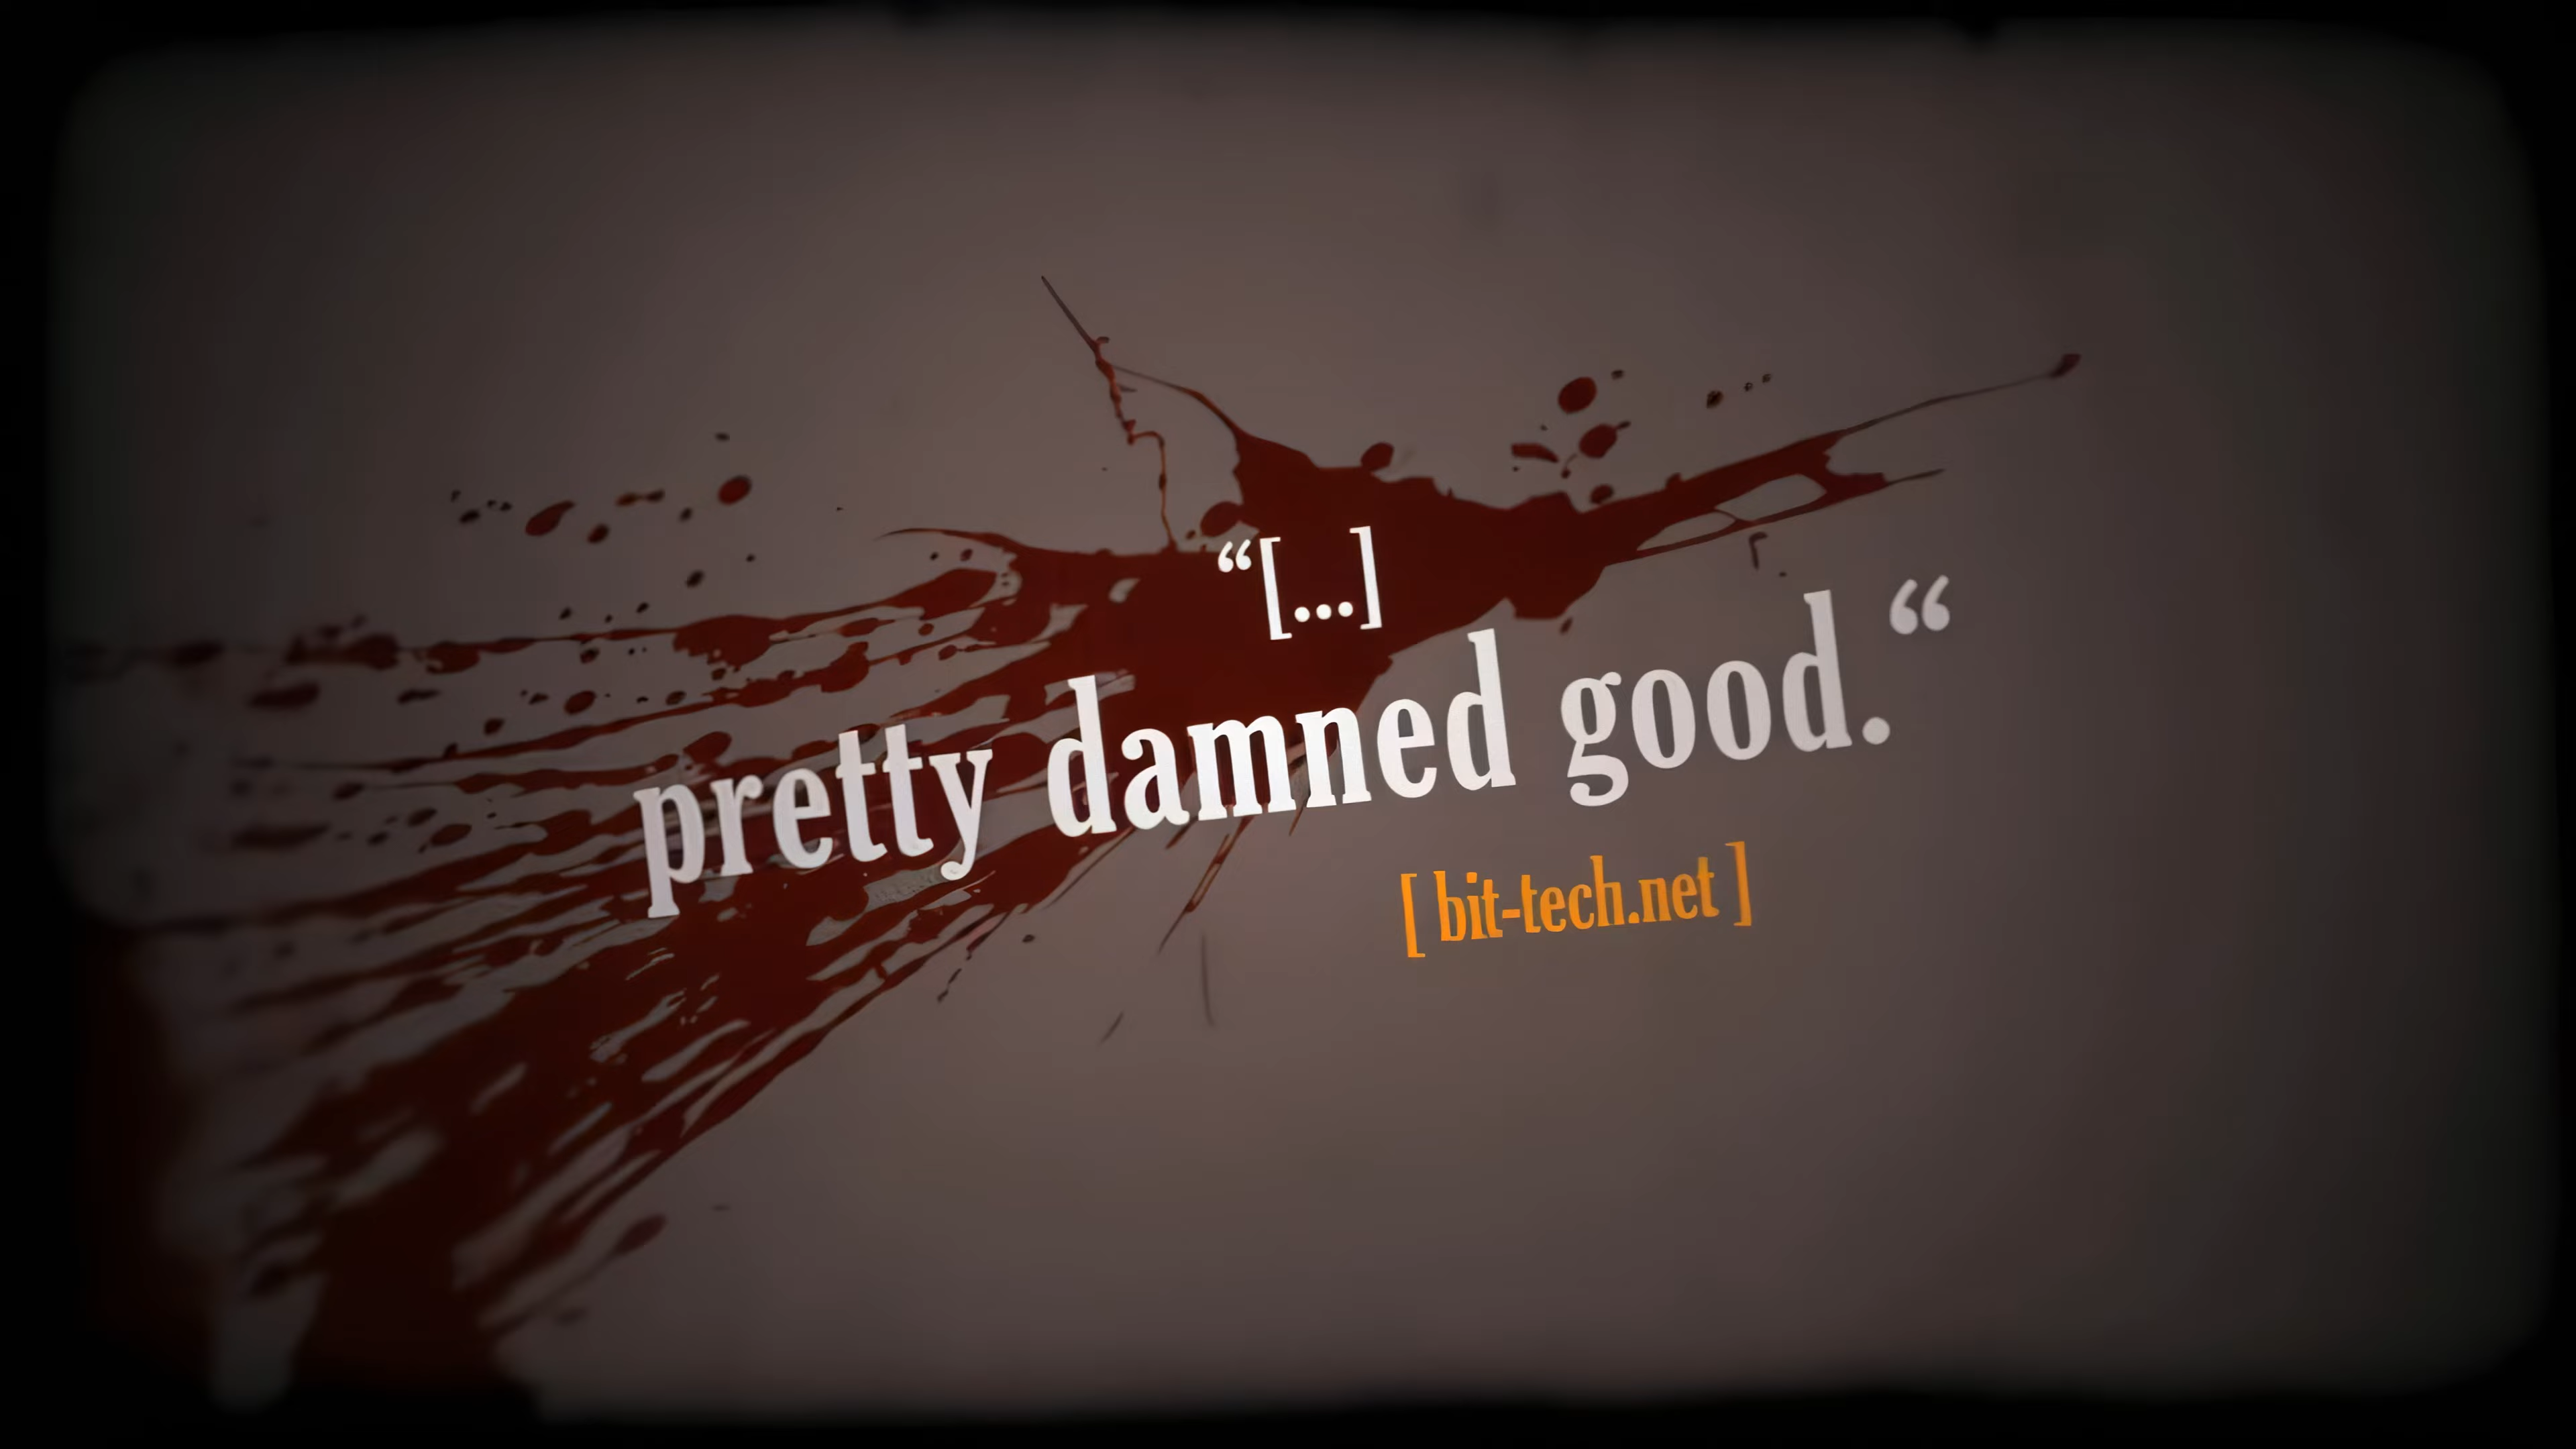 “[...]
pretty damned good.“
[ bit-tech.net ]